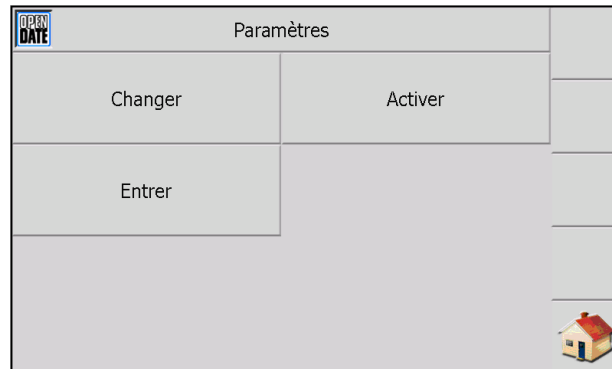 OPEN
DATE
Paramètres
Changer
Activer
Entrer